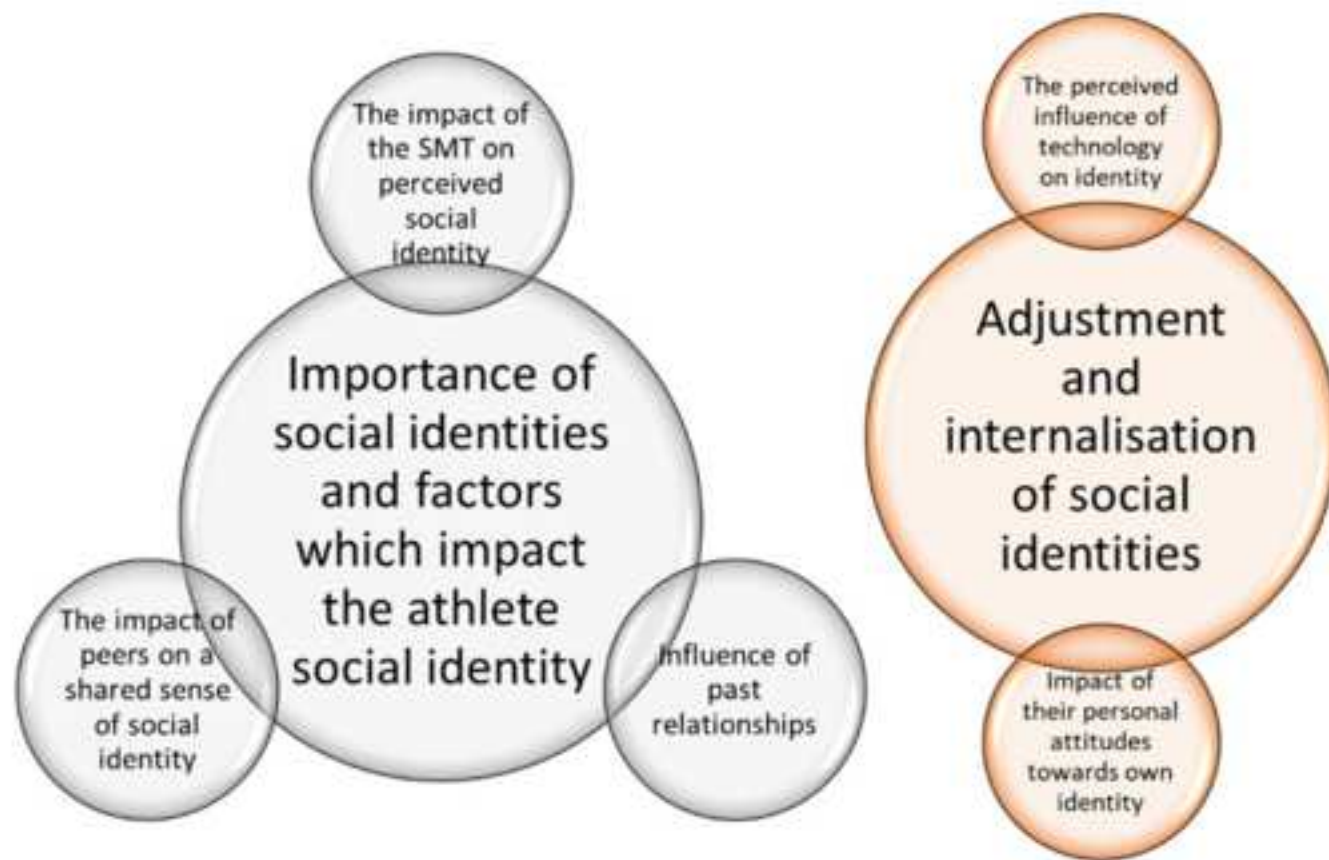 The impact of
the SMT on
perceived
social
identity
Importance of
social identities
and factors
which impact
the athlete
social identity
The impact of
peers on a
shared sense
of social
identity
Influence of
past
relationships
The perceived
influence of
technology
on identity
Adjustment
and
internalisation
of social
identities
Impact of
their personal
attitudes
towards own
identity